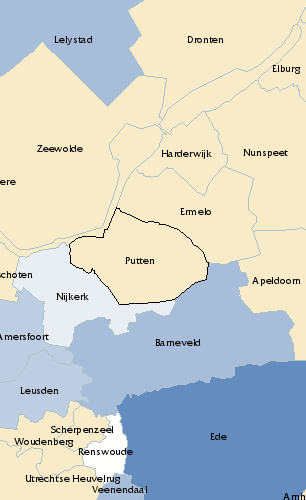 Dronten
Lelystad
Elburg
Zeewolde
Harderwijk
Nunspeet
ere
Ermelo
Putten
schoten
Apeldoorn
Nijkerk
Amersfoort
Barneveld
Leusden
Scherpenzeel
Ede
Woudenberg
Renswoude
Utrechtse Heuvelrug
Veenendaal
Arnh